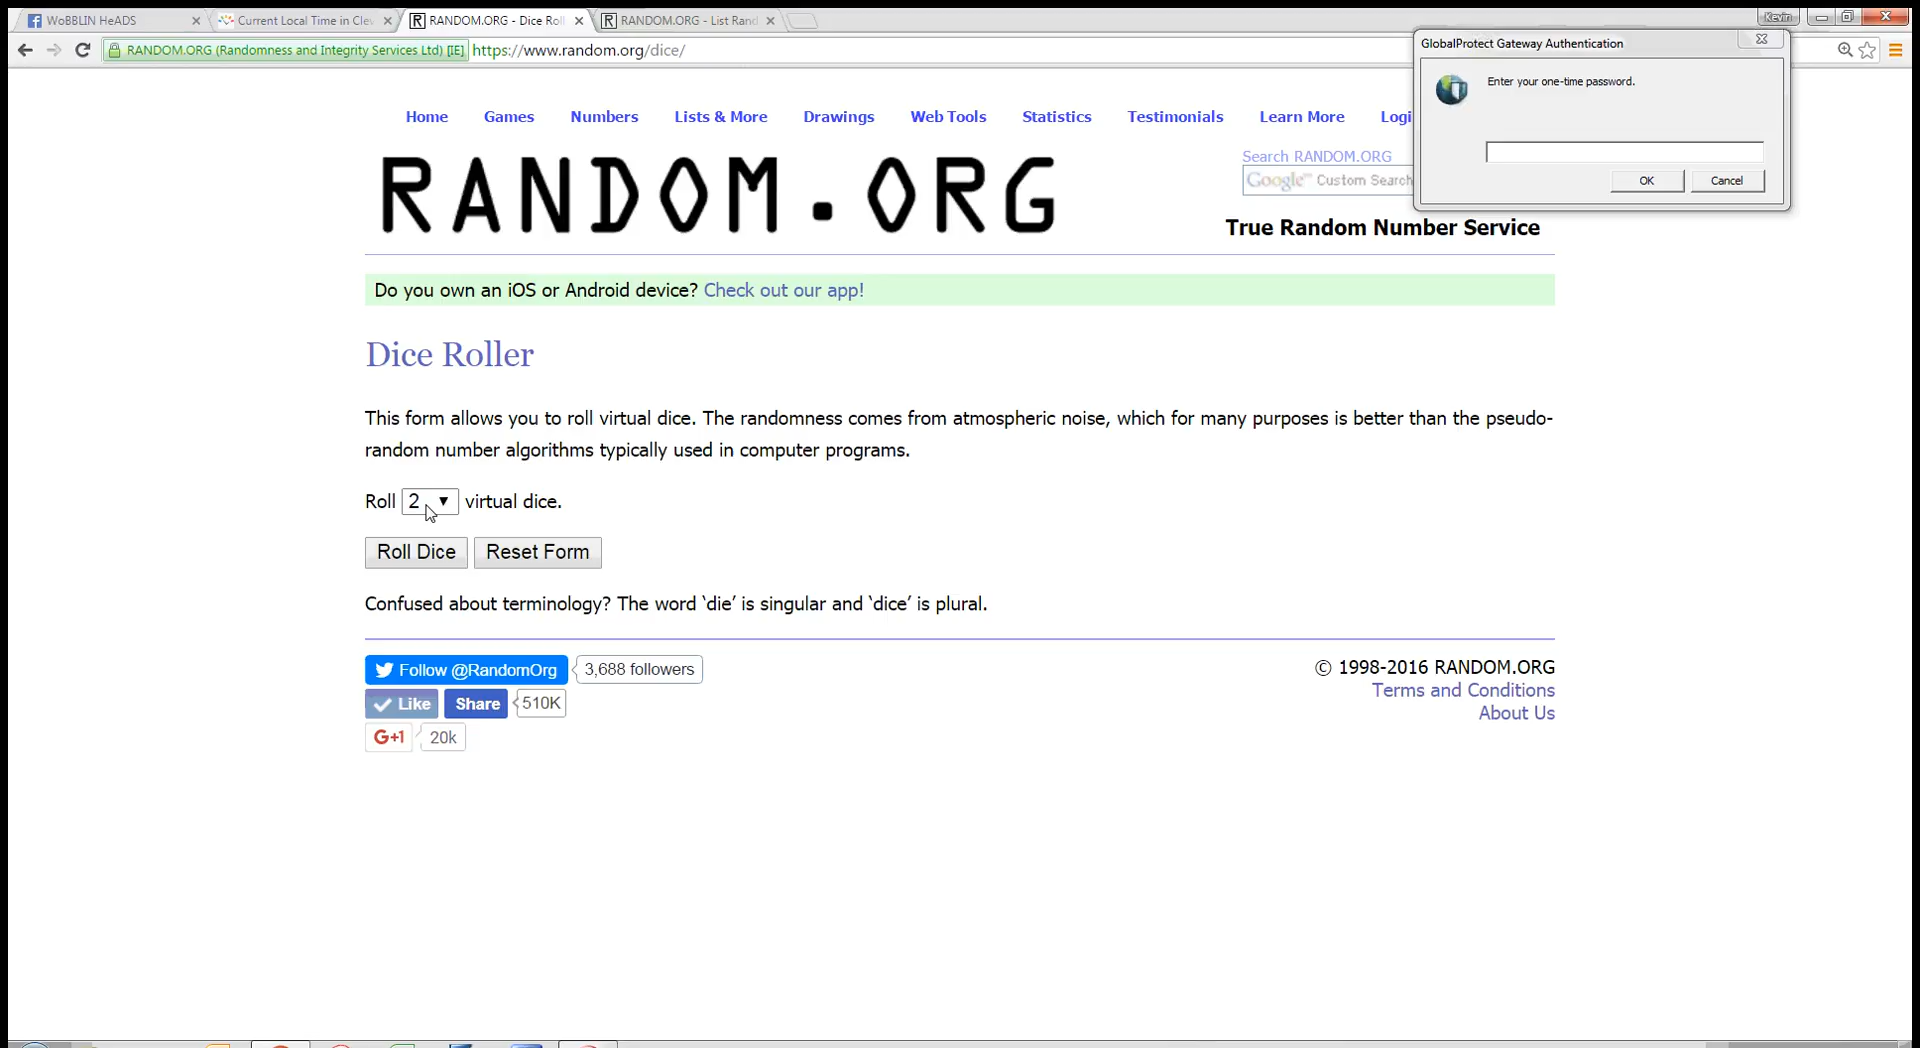 WoBBLIN HeADS
Current Local Time in Clev
RANDOM.ORG - Dice Roll
RANDOM.ORG - List Rand
Kevin
RANDOM.ORG (Randomness and Integrity Services Ltd) [IE]
https://www.random.org/dice/
GlobalProtect Gateway Authentication
Enter your one-time password.
OK
Cancel
Home
Games
Numbers
Lists & More
Drawings
Web Tools
Statistics
Testimonials
Learn More
Logi
RANDOM.ORG
Search RANDOM.ORG
Google™ Custom Search
True Random Number Service
Do you own an iOS or Android device? Check out our app!
Dice Roller
This form allows you to roll virtual dice. The randomness comes from atmospheric noise, which for many purposes is better than the pseudo-
random number algorithms typically used in computer programs.
Roll 2 virtual dice.
Roll Dice
Reset Form
Confused about terminology? The word ‘die’ is singular and ‘dice’ is plural.
Follow @RandomOrg
3,688 followers
Like
Share
510K
G+1
20k
© 1998-2016 RANDOM.ORG
Terms and Conditions
About Us